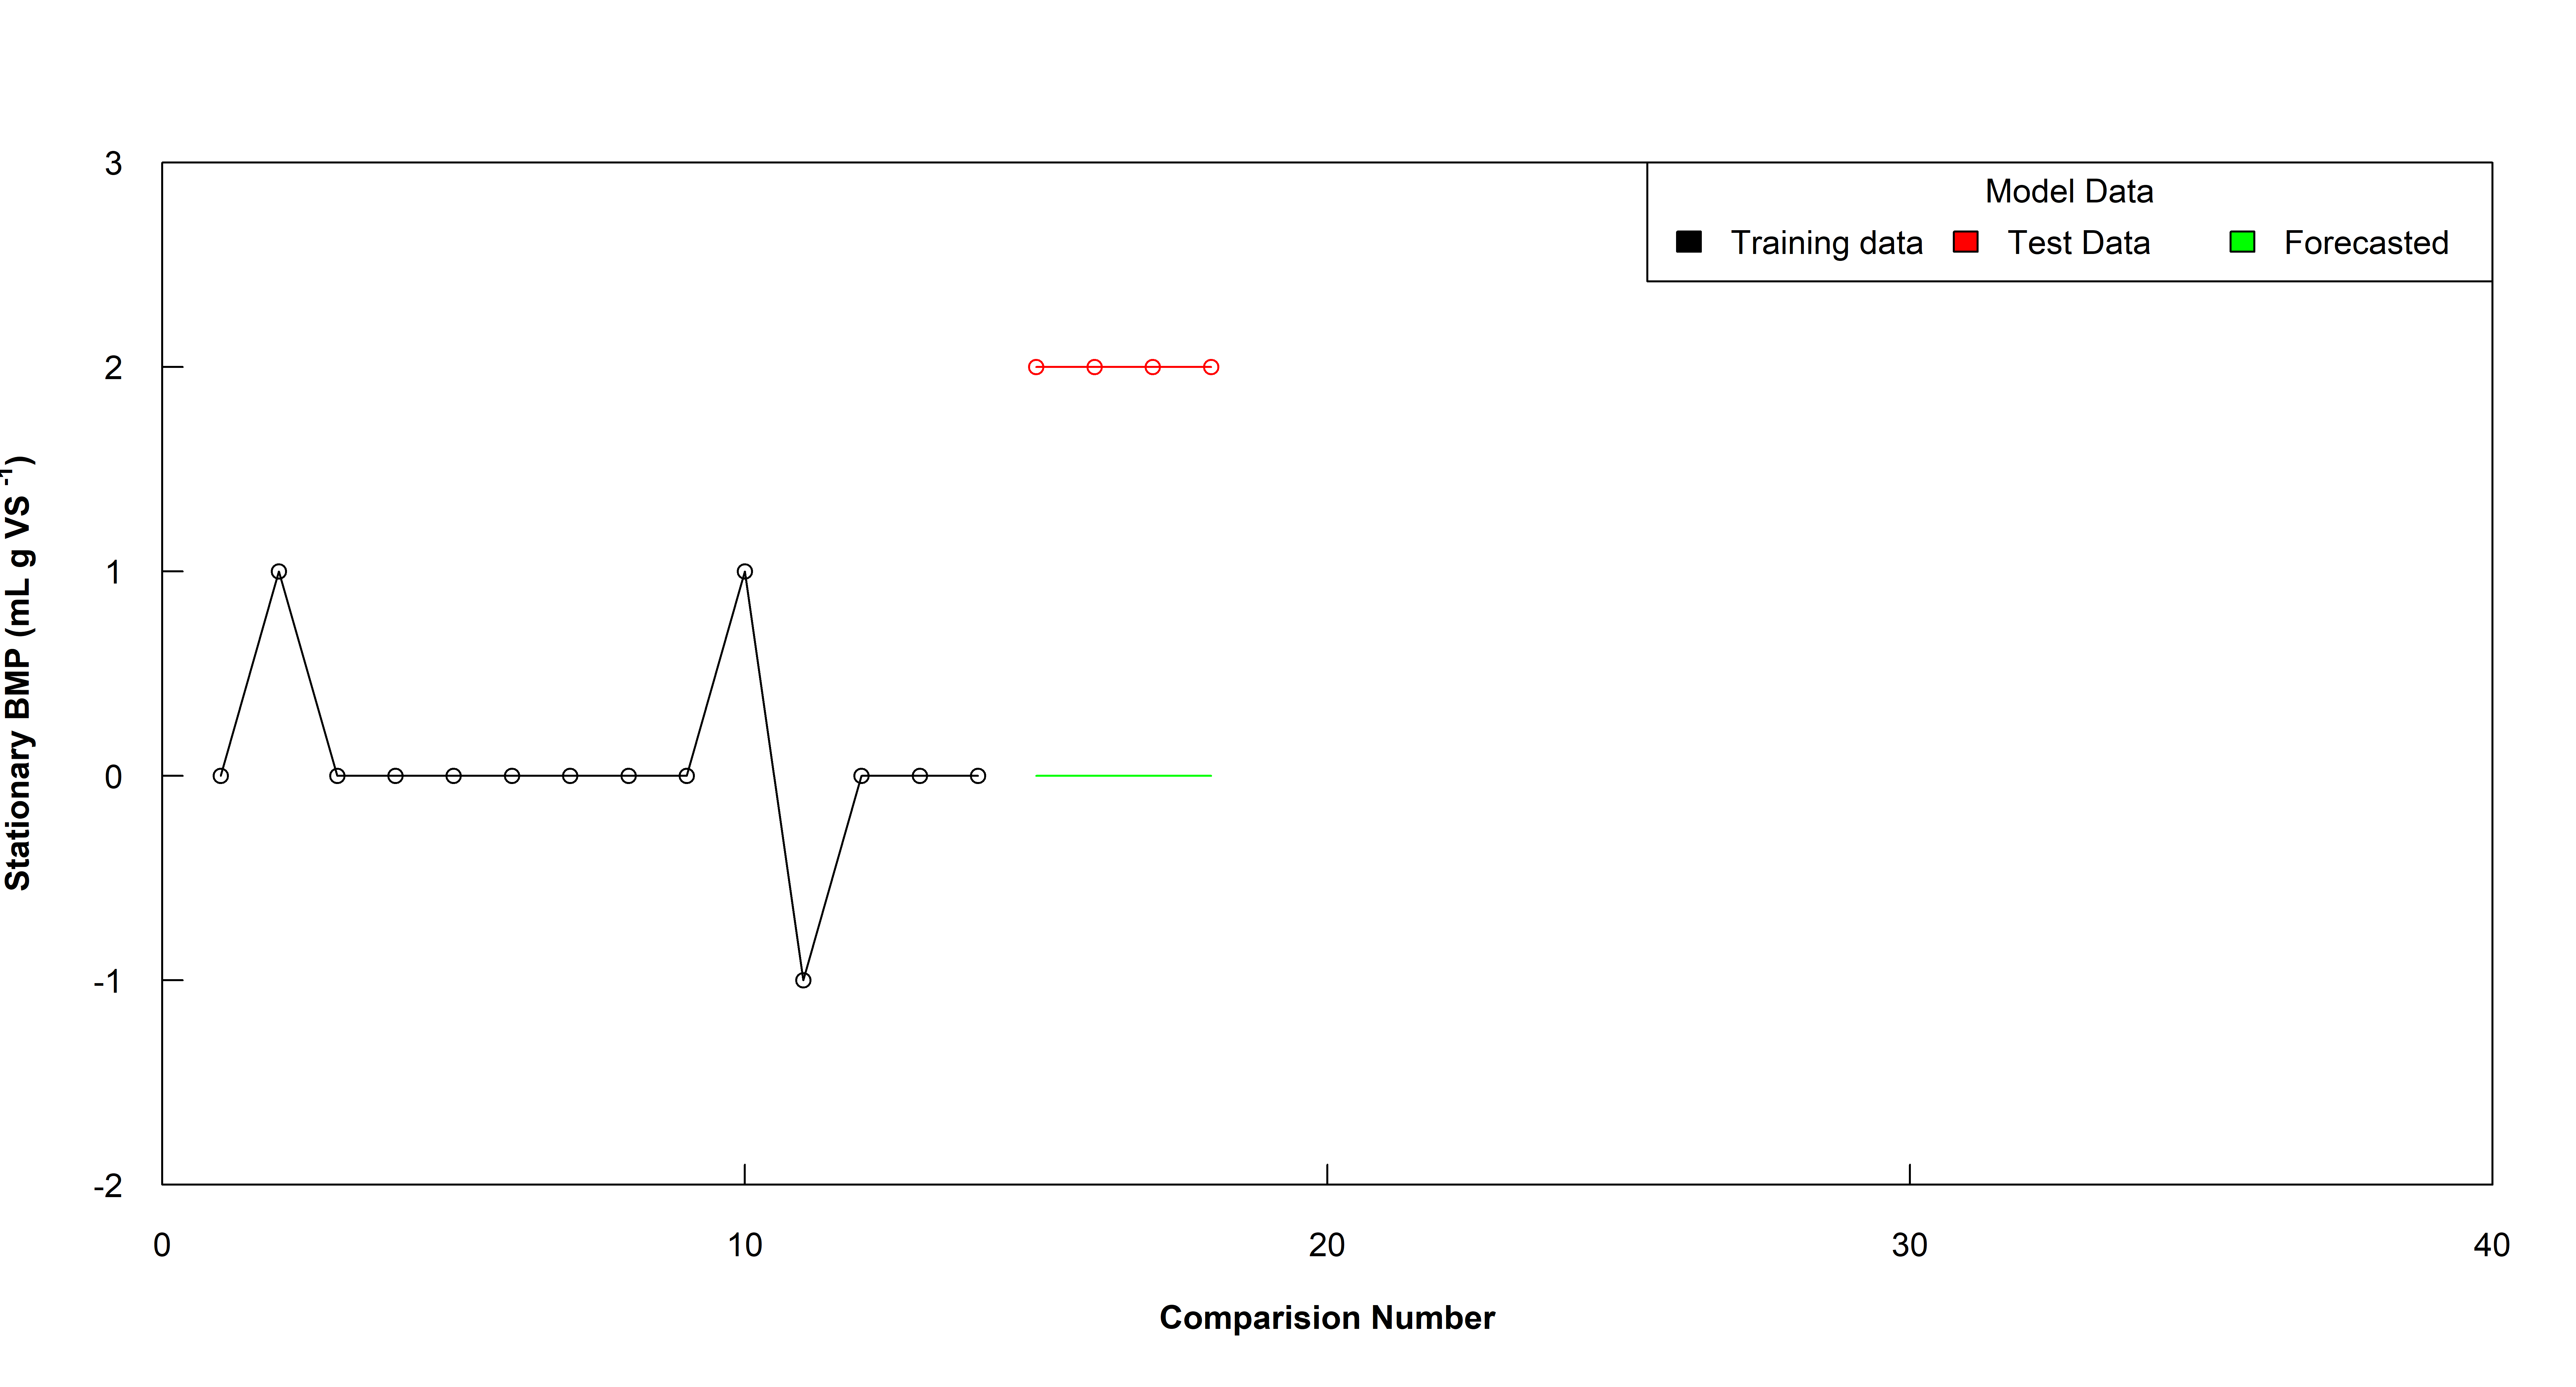 3
Model Data
Training data Test Data Forecasted
2
1
0
-1
-2
Stationary BMP (mL g VS -1)
0 10 20 30 40
Comparision Number